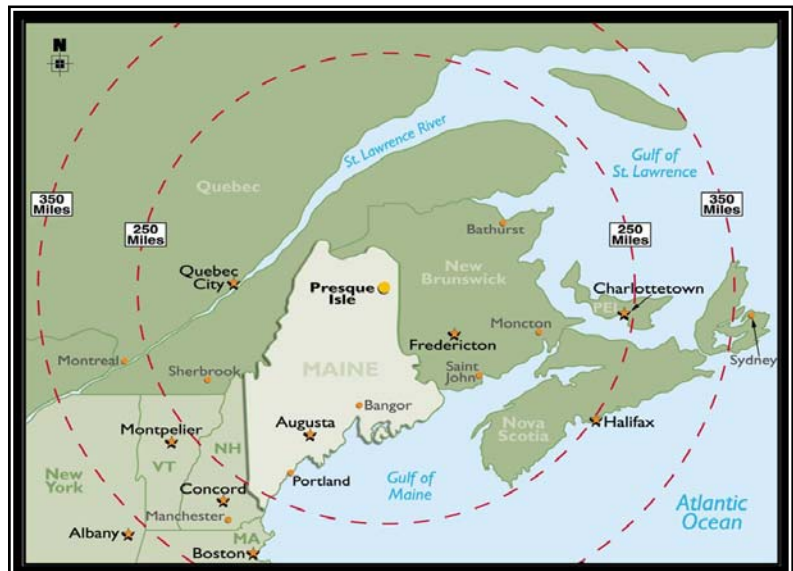 N
St. Lawrence River
Gulf of
St. Lawrence
Quebec
350
Miles
350
Miles
250
Miles
250
Miles
Bathurst
Quebec
City
New
Brunswick
Presque
Isle
Charlottetown
PEI
Fredericton
Moncton
Montreal
Sherbrook
MAINE
Saint
John
Sydney
Bangor
Montpelier
NH
Augusta
Nova
Scotia
Halifax
VT
New
York
Concord
Portland
Gulf of
Maine
Manchester
Atlantic
Ocean
Albany
MA
Boston